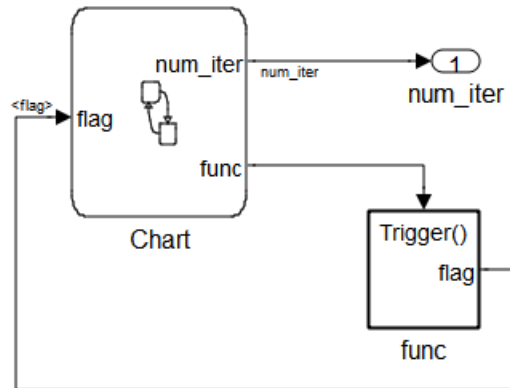 num_iter
num_iter
1
num_iter
<flag>
flag
func
Chart
Trigger()
flag
func